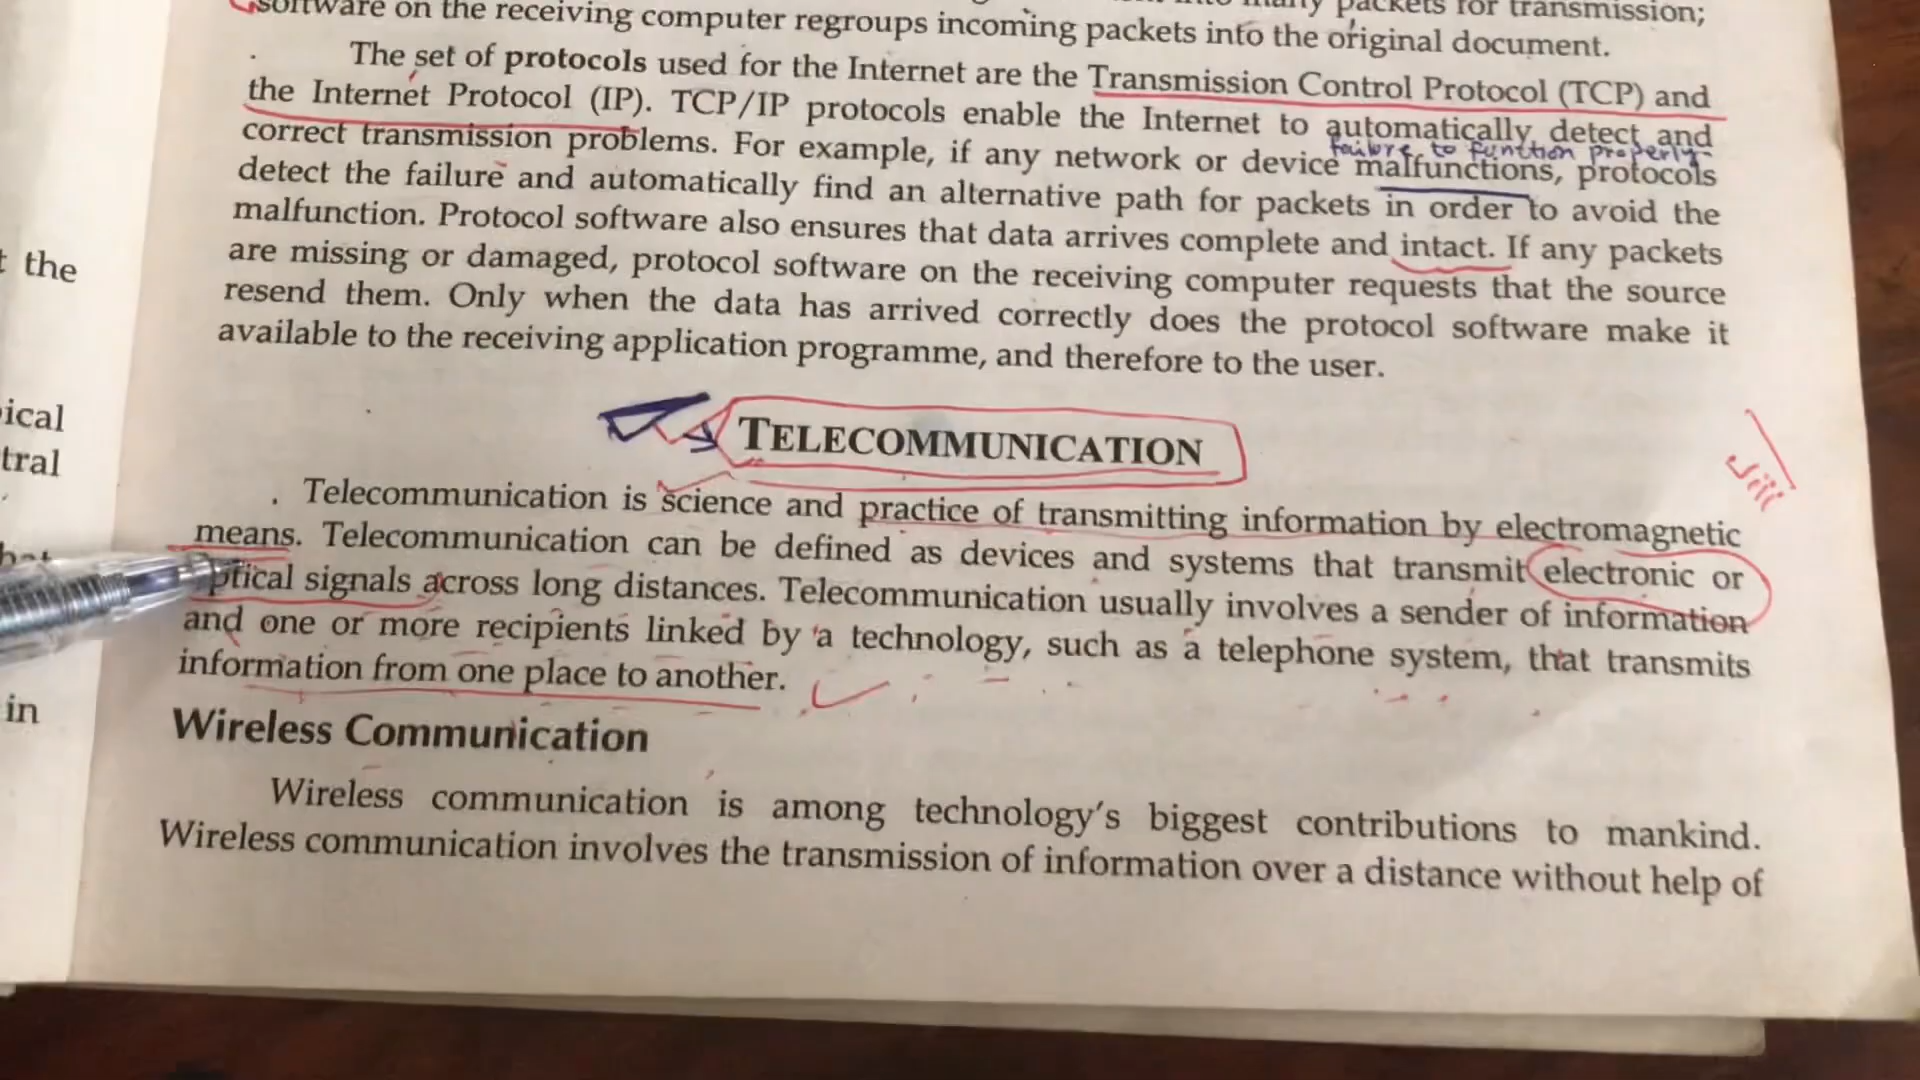 many packets for transmission;
software on the receiving computer regroups incoming packets into the original document.
The set of protocols used for the Internet are the Transmission Control Protocol (TCP) and
the Internet Protocol (IP). TCP/IP protocols enable the Internet to automatically detect and
correct transmission problems. For example, if any network or device malfunctions, protocols
failure to function properly
detect the failure and automatically find an alternative path for packets in order to avoid the
malfunction. Protocol software also ensures that data arrives complete and intact. If any packets
are missing or damaged, protocol software on the receiving computer requests that the source
resend them. Only when the data has arrived correctly does the protocol software make it
available to the receiving application programme, and therefore to the user.
TELECOMMUNICATION
Telecommunication is science and practice of transmitting information by electromagnetic
means. Telecommunication can be defined as devices and systems that transmit electronic or
optical signals across long distances. Telecommunication usually involves a sender of information
and one or more recipients linked by a technology, such as a telephone system, that transmits
information from one place to another.
Wireless Communication
Wireless communication is among technology's biggest contributions to mankind.
Wireless communication involves the transmission of information over a distance without help of
the
ical
tral
in